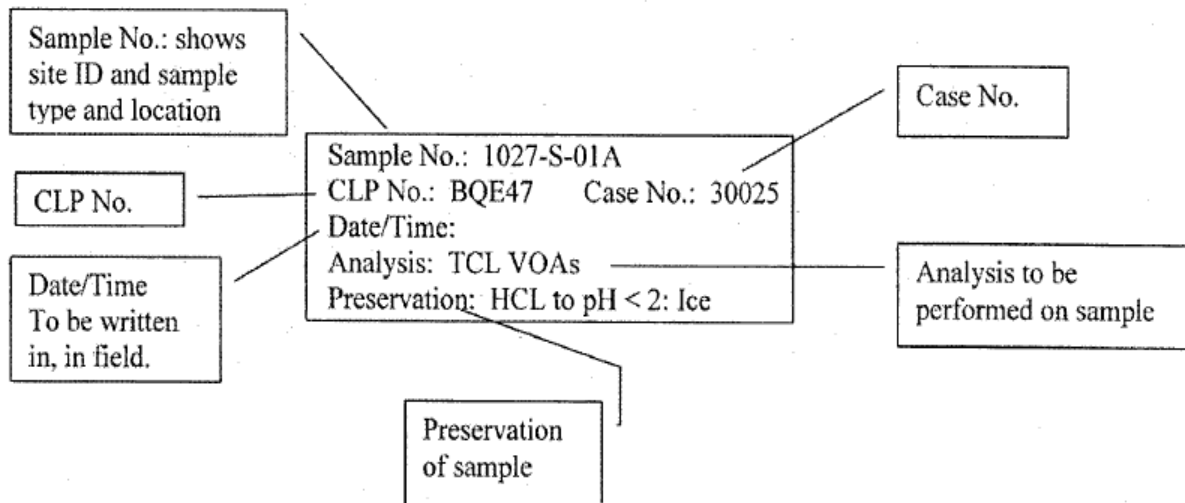 Sample No.: shows
site ID and sample
type and location
Case No.
Sample No.: 1027-S-01A
CLP No.: BQE47 Case No.: 30025
Date/Time:
Analysis: TCL VOAs
Preservation: HCL to pH < 2: Ice
CLP No.
Date/Time
To be written
in, in field.
Analysis to be
performed on sample
Preservation
of sample